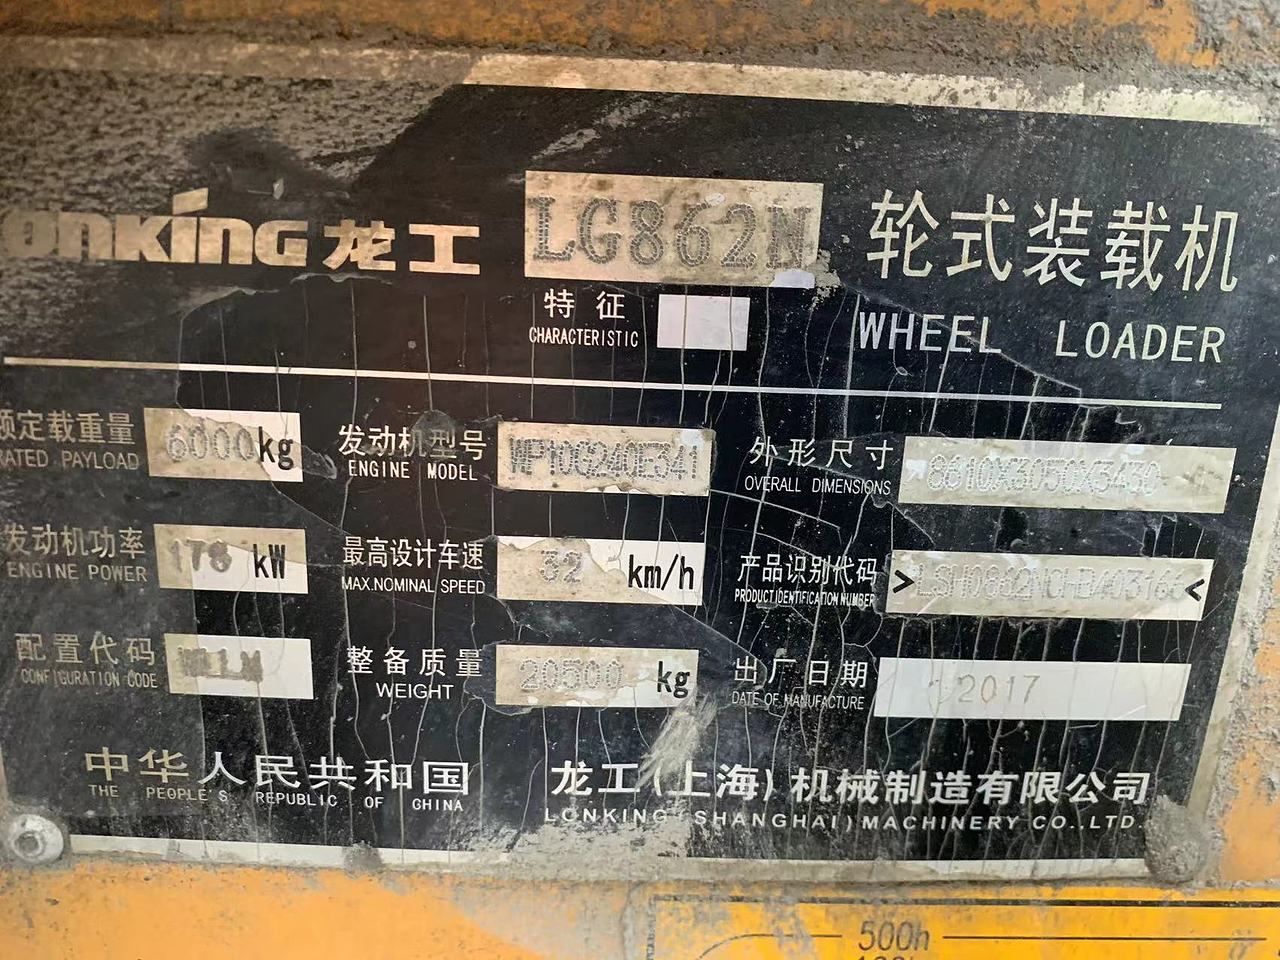 LONKING 龙工 LG862N 轮式装载机
特征
CHARACTERISTIC
WHEEL LOADER
额定载重量 6000kg 发动机型号 WP10G240E341 外形尺寸 8610X3050X3430
RATED PAYLOAD ENGINE MODEL OVERALL DIMENSIONS
发动机功率 178 kW 最高设计车速 32 km/h 产品识别代码 > <
ENGINE POWER MAX.NOMINAL SPEED PRODUCT IDENTIFICATION NUMBER
配置代码 整备质量 20500 kg 出厂日期 2017
CONFIGURATION CODE WEIGHT DATE OF MANUFACTURE
中华人民共和国 龙工(上海)机械制造有限公司
THE PEOPLE'S REPUBLIC OF CHINA LONKING(SHANGHAI)MACHINERY CO.,LTD.
500h